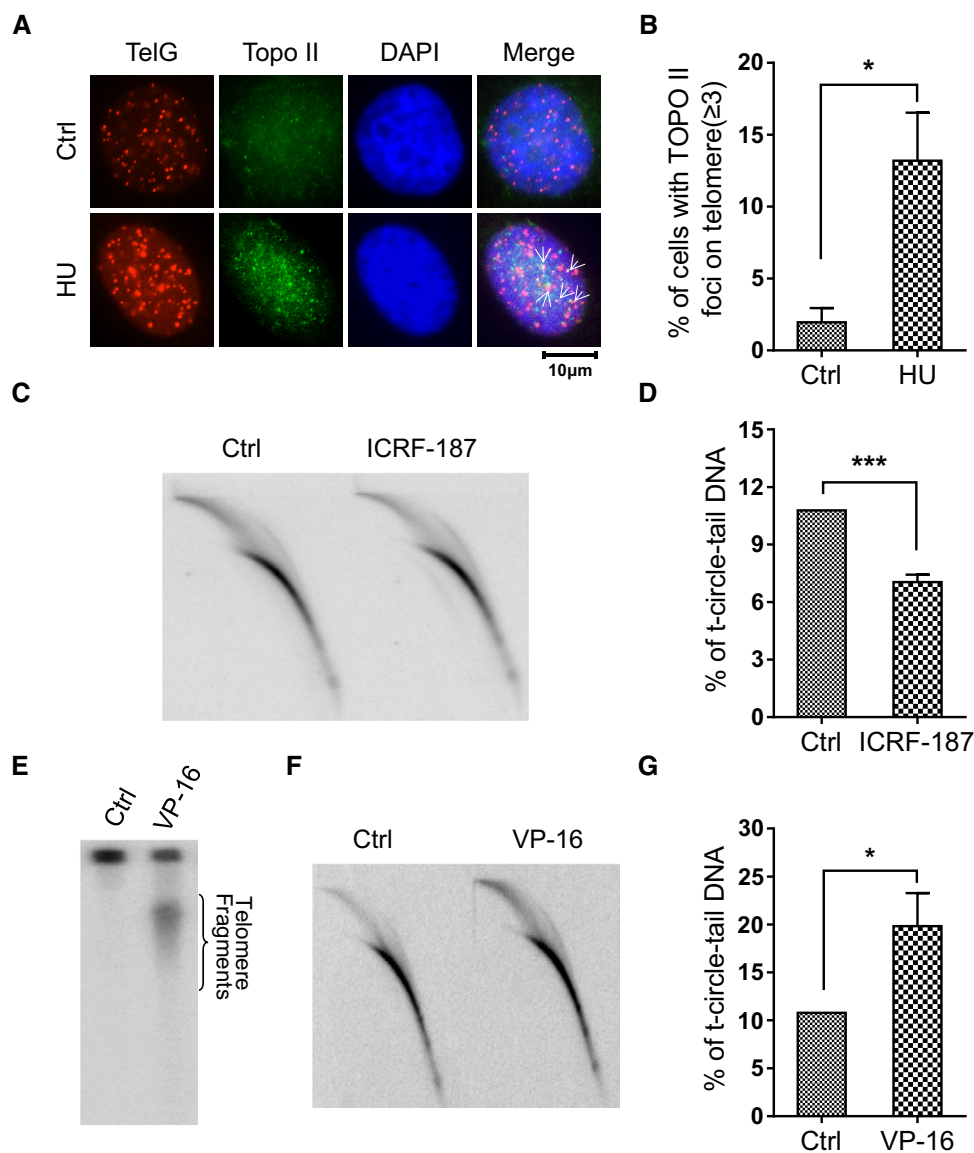 A
TelG Topo II DAPI Merge
Ctrl
HU
10μm
B
% of cells with TOPO II
foci on telomere(≥3)
20
15
10
5
0
*
Ctrl HU
C
Ctrl ICRF-187
D
% of t-circle-tail DNA
15
12
9
6
3
0
***
Ctrl ICRF-187
E
Ctrl VP-16
Telomere
Fragments
F
Ctrl VP-16
G
% of t-circle-tail DNA
30
25
20
15
10
5
0
*
Ctrl VP-16